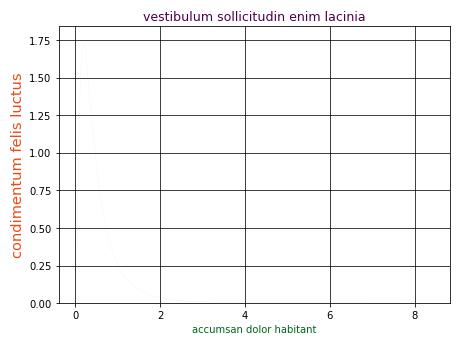 vestibulum sollicitudin enim lacinia
condimentum felis luctus
1.75
1.50
1.25
1.00
0.75
0.50
0.25
0.00
0 2 4 6 8
accumsan dolor habitant